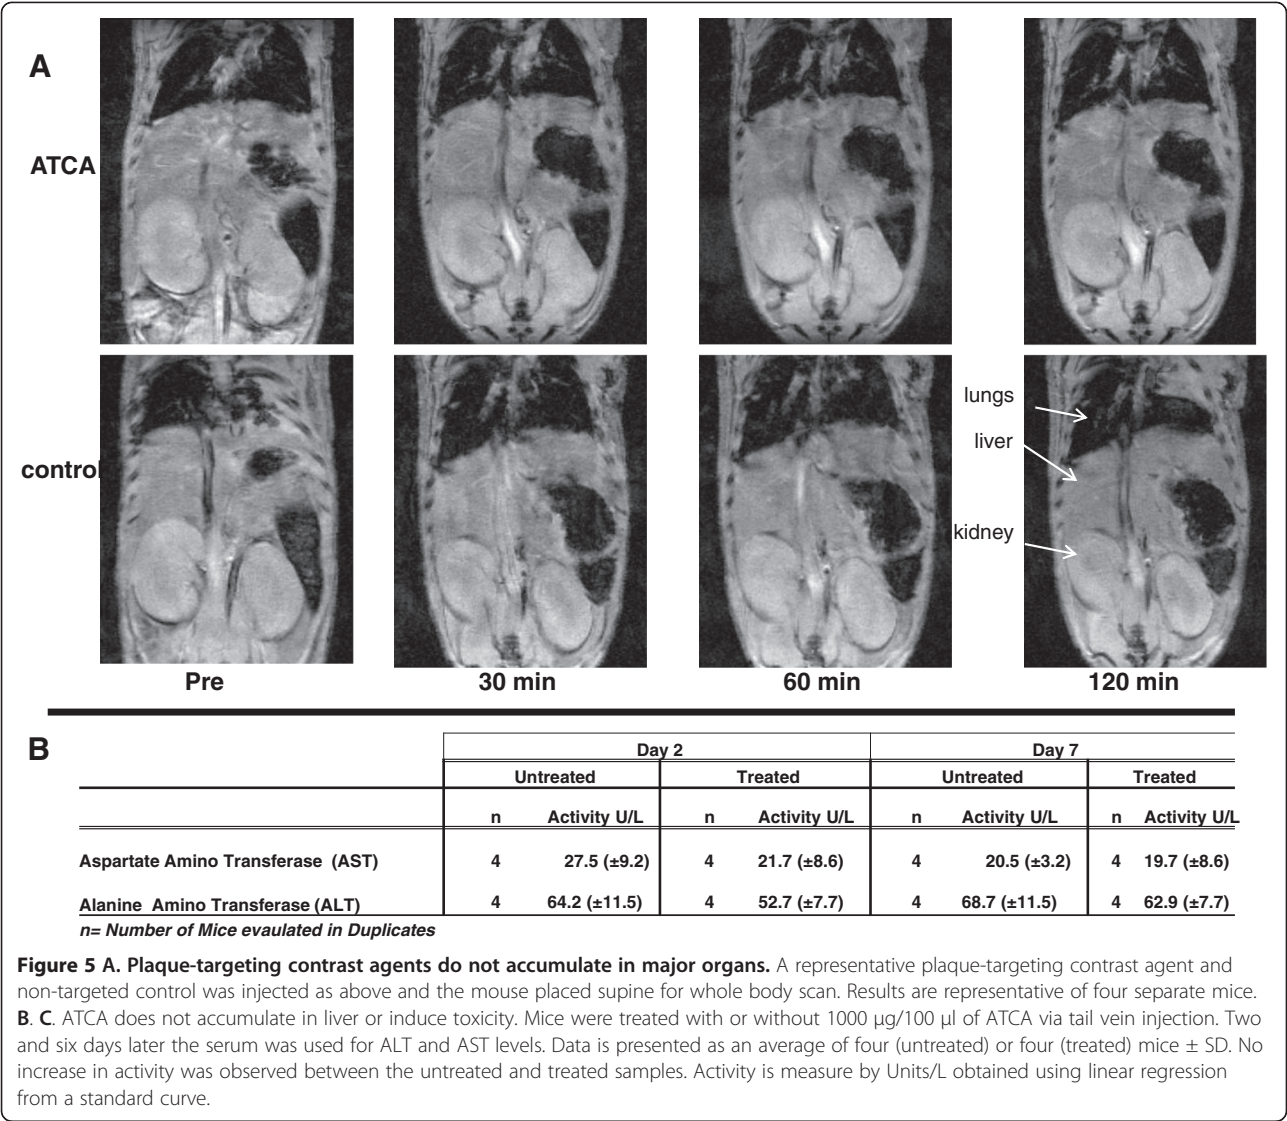 A
ATCA
control
lungs
liver
kidney
Pre 30 min 60 min 120 min
B
Day 2 Day 7
Untreated Treated Untreated Treated
n Activity U/L n Activity U/L n Activity U/L n Activity U/L
Aspartate Amino Transferase (AST) 4 27.5 (±9.2) 4 21.7 (±8.6) 4 20.5 (±3.2) 4 19.7 (±8.6)
Alanine Amino Transferase (ALT) 4 64.2 (±11.5) 4 52.7 (±7.7) 4 68.7 (±11.5) 4 62.9 (±7.7)
n= Number of Mice evaulated in Duplicates
Figure 5 A. Plaque-targeting contrast agents do not accumulate in major organs. A representative plaque-targeting contrast agent and
non-targeted control was injected as above and the mouse placed supine for whole body scan. Results are representative of four separate mice.
B. C. ATCA does not accumulate in liver or induce toxicity. Mice were treated with or without 1000 μg/100 μl of ATCA via tail vein injection. Two
and six days later the serum was used for ALT and AST levels. Data is presented as an average of four (untreated) or four (treated) mice ± SD. No
increase in activity was observed between the untreated and treated samples. Activity is measure by Units/L obtained using linear regression
from a standard curve.